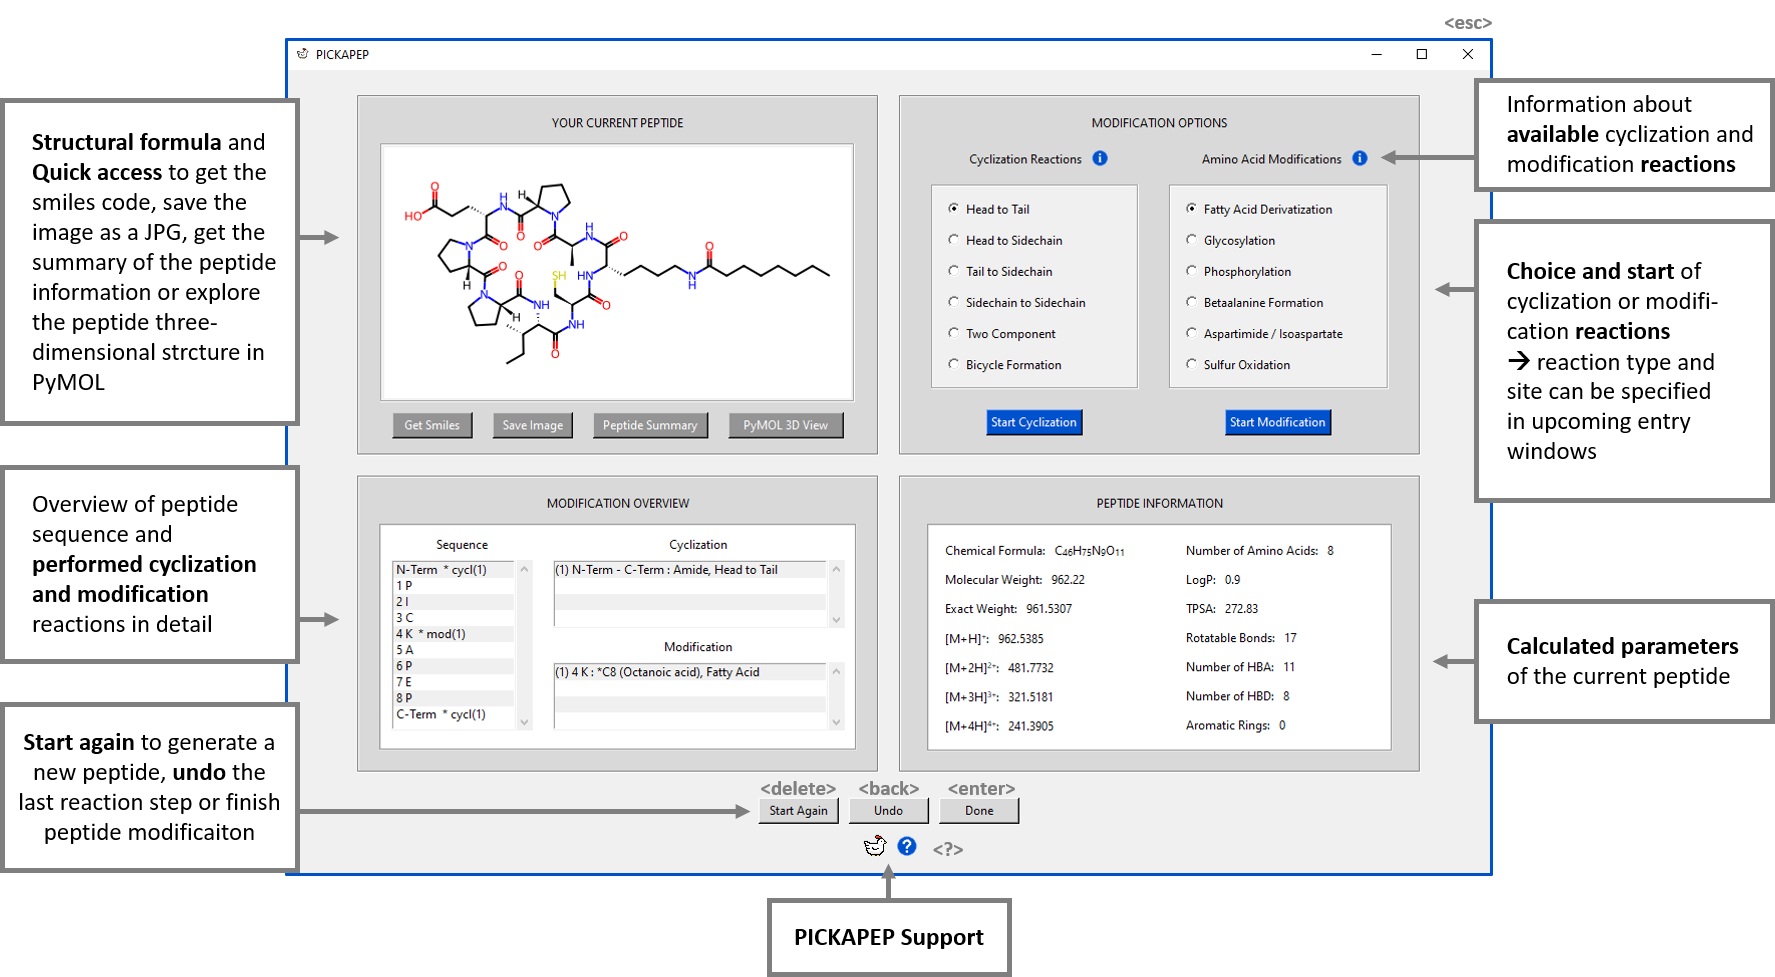 <esc>
PICKAPEP
Structural formula and
Quick access to get the
smiles code, save the
image as a JPG, get the
summary of the peptide
information or explore
the peptide three-
dimensional strcture in
PyMOL
YOUR CURRENT PEPTIDE
HO
O
NH
H
O
N
O
NH
O
N
O
H
N
O
O
NH
SH
HN
O
O
NH
N
H
O
NH
O
Get Smiles
Save Image
Peptide Summary
PyMOL 3D View
MODIFICATION OPTIONS
Cyclization Reactions i
Head to Tail
Head to Sidechain
Tail to Sidechain
Sidechain to Sidechain
Two Component
Bicycle Formation
Start Cyclization
Amino Acid Modifications i
Fatty Acid Derivatization
Glycosylation
Phosphorylation
Betaalanine Formation
Aspartimide / Isoaspartate
Sulfur Oxidation
Start Modification
Information about
available cyclization and
modification reactions
Choice and start of
cyclization or modifi-
cation reactions
→ reaction type and
site can be specified
in upcoming entry
windows
Overview of peptide
sequence and
performed cyclization
and modification
reactions in detail
MODIFICATION OVERVIEW
Sequence
N-Term * cycl(1)
1 P
2 I
3 C
4 K * mod(1)
5 A
6 P
7 E
8 P
C-Term * cycl(1)
Cyclization
(1) N-Term - C-Term : Amide, Head to Tail
Modification
(1) 4 K : *C8 (Octanoic acid), Fatty Acid
PEPTIDE INFORMATION
Chemical Formula: C₄₆H₇₅N₉O₁₁
Molecular Weight: 962.22
Exact Weight: 961.5307
[M+H]⁺: 962.5385
[M+2H]²⁺: 481.7732
[M+3H]³⁺: 321.5181
[M+4H]⁴⁺: 241.3905
Number of Amino Acids: 8
LogP: 0.9
TPSA: 272.83
Rotatable Bonds: 17
Number of HBA: 11
Number of HBD: 8
Aromatic Rings: 0
Calculated parameters
of the current peptide
Start again to generate a
new peptide, undo the
last reaction step or finish
peptide modificaiton
<delete> <back> <enter>
Start Again
Undo
Done
? <?>
PICKAPEP Support